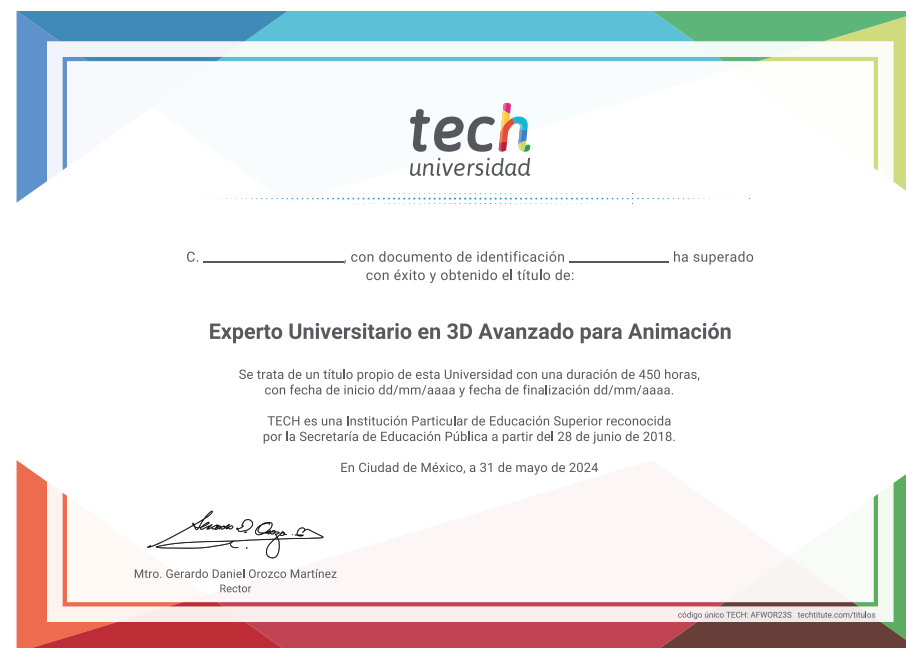 tech
universidad
C. ____________, con documento de identificación ____________ ha superado
con éxito y obtenido el título de:
Experto Universitario en 3D Avanzado para Animación
Se trata de un título propio de esta Universidad con una duración de 450 horas,
con fecha de inicio dd/mm/aaaa y fecha de finalización dd/mm/aaaa.
TECH es una Institución Particular de Educación Superior reconocida
por la Secretaría de Educación Pública a partir del 28 de junio de 2018.
En Ciudad de México, a 31 de mayo de 2024
Mtro. Gerardo Daniel Orozco Martínez
Rector
código único TECH: AFWOR23S techtitute.com/titulos